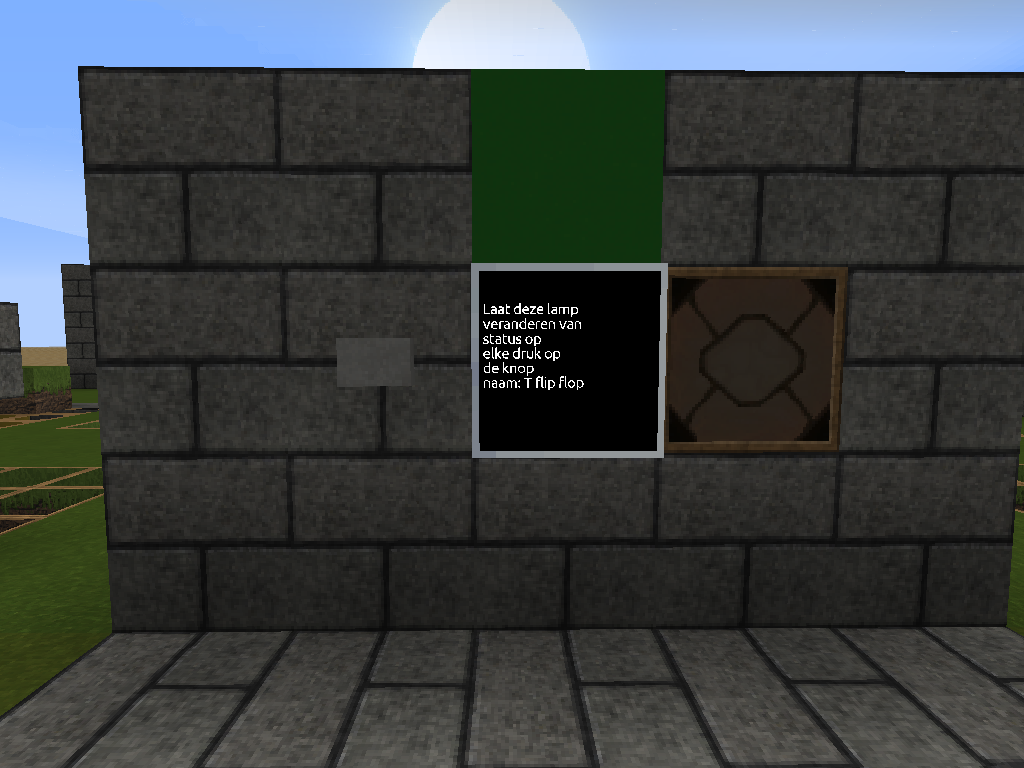 Laat deze lamp
veranderen van
status op
elke druk op
de knop
naam: T flip flop